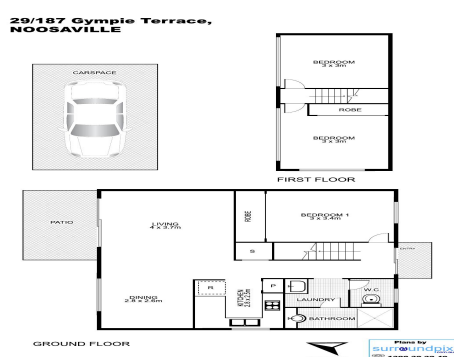 29/187 Gympie Terrace,
NOOSAVILLE
CARSPACE
BEDROOM
3 x 3m
ROBE
BEDROOM
3 x 3m
FIRST FLOOR
PATIO
LIVING
4 x 3.7m
ROBE
BEDROOM 1
3 x 3.4m
S
ENTRY
DINING
2.8 x 2.6m
R
KITCHEN
P
LAUNDRY
W.C.
BATHROOM
GROUND FLOOR
Plans by
surroundpix